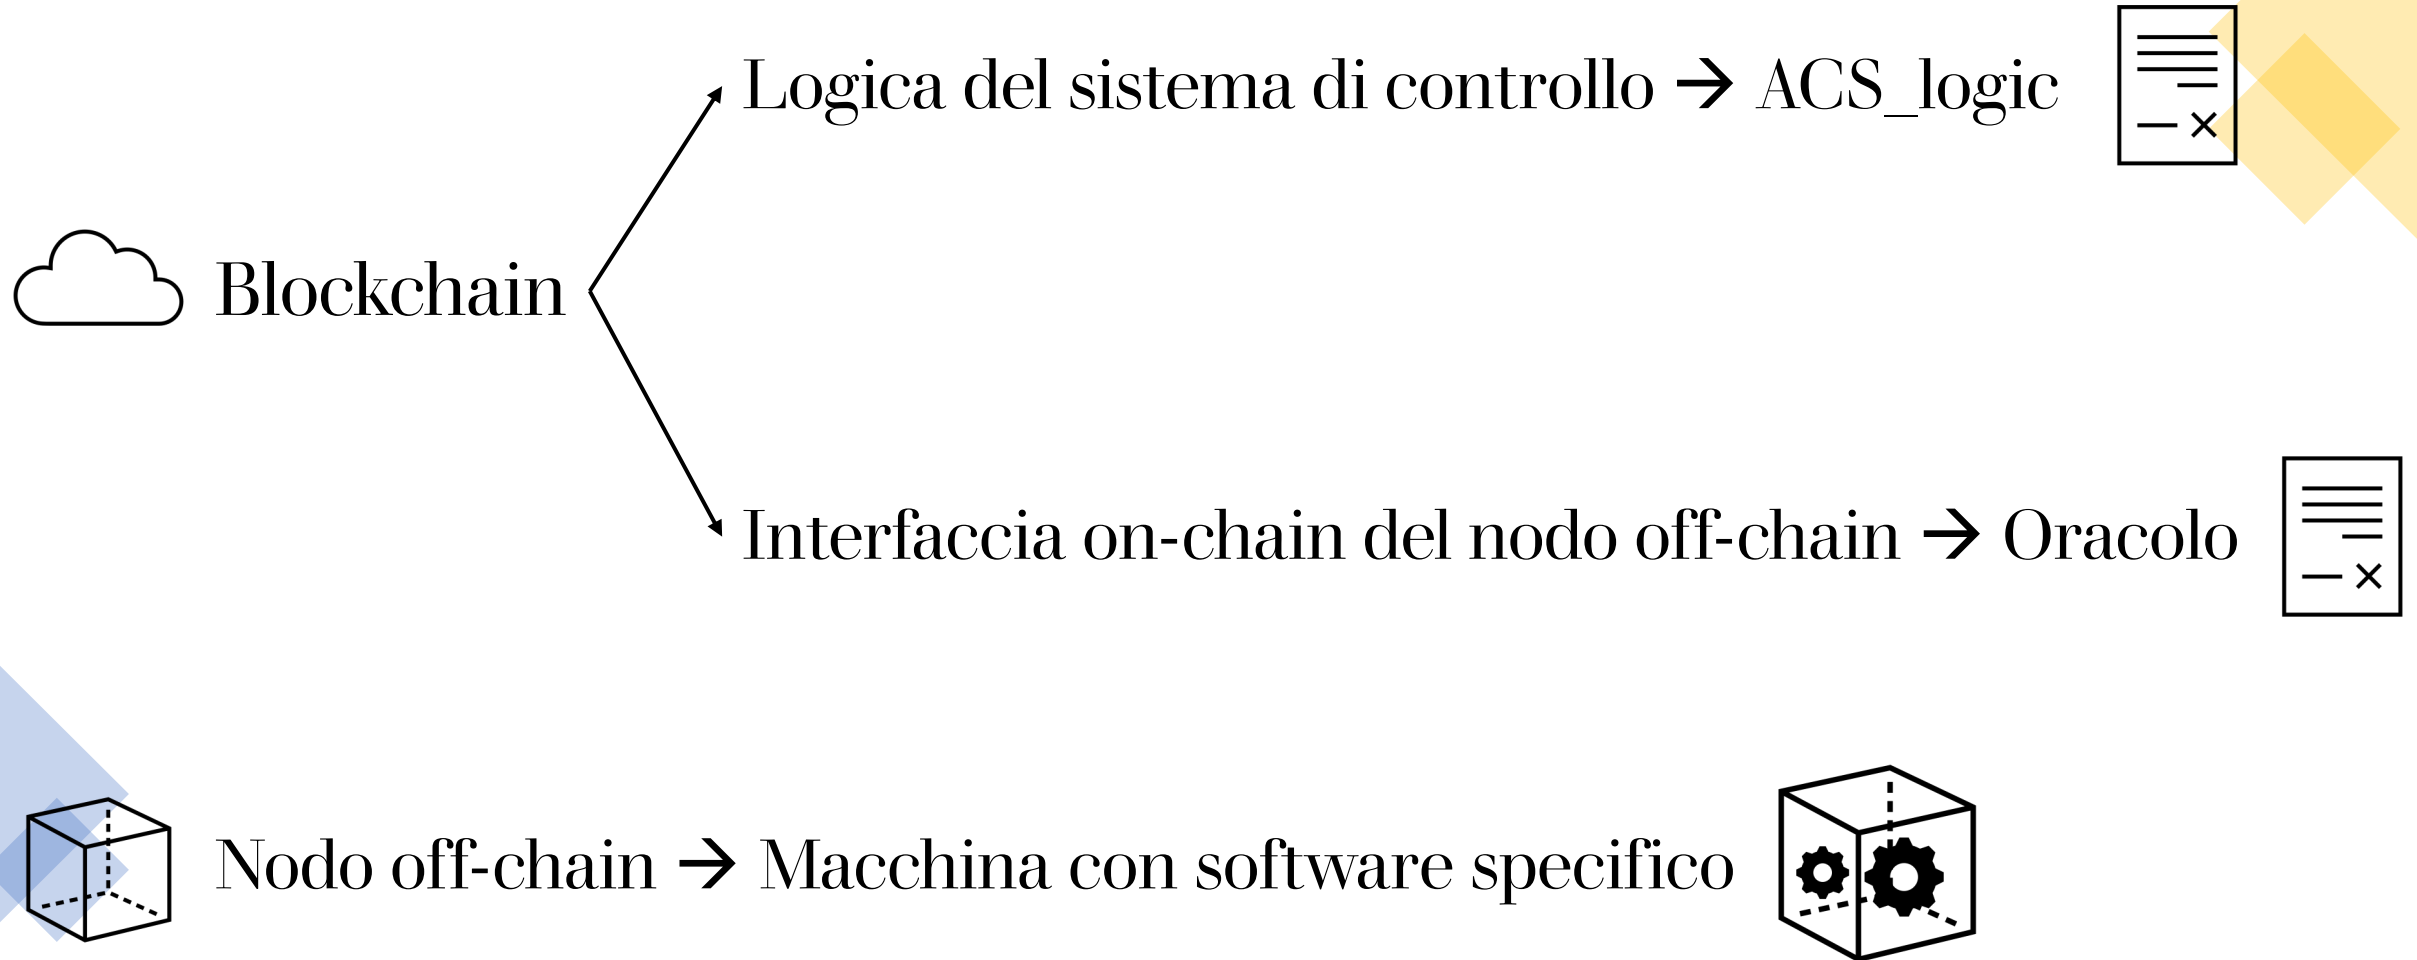 Logica del sistema di controllo → ACS_logic
Blockchain
Interfaccia on-chain del nodo off-chain → Oracolo
Nodo off-chain → Macchina con software specifico